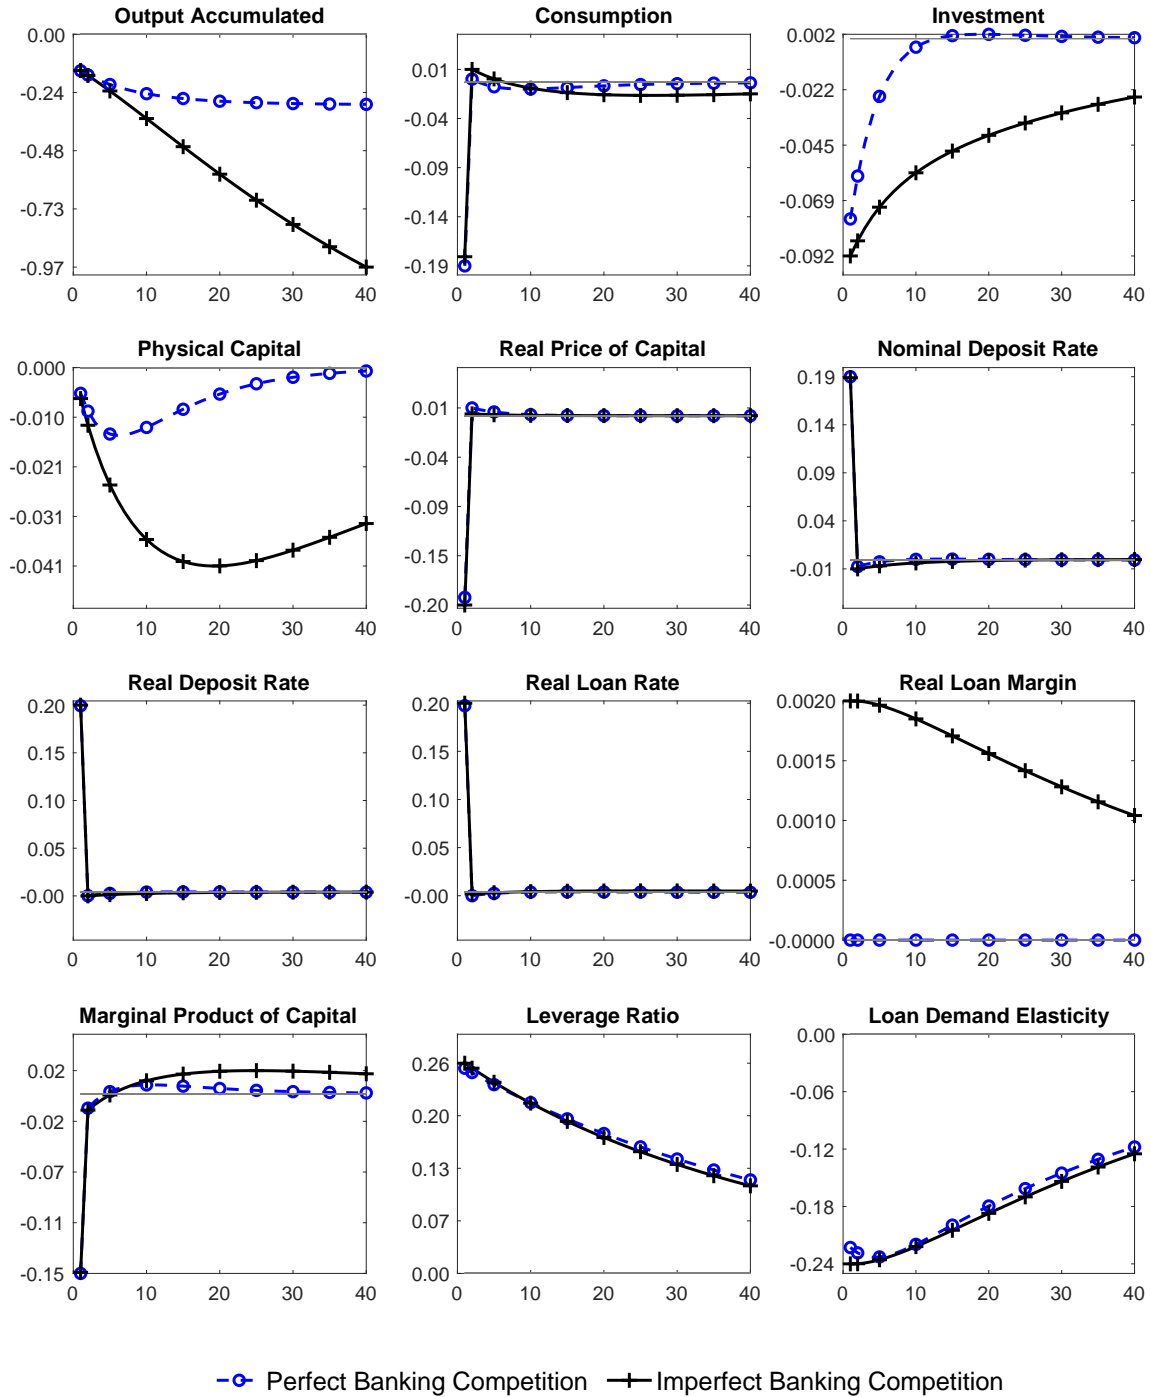 Output Accumulated
0.00
-0.24
-0.48
-0.73
-0.97
0 10 20 30 40
Consumption
0.01
-0.04
-0.09
-0.14
-0.19
0 10 20 30 40
Investment
0.002
-0.022
-0.045
-0.069
-0.092
0 10 20 30 40
Physical Capital
0.000
-0.010
-0.021
-0.031
-0.041
0 10 20 30 40
Real Price of Capital
0.01
-0.04
-0.09
-0.15
-0.20
0 10 20 30 40
Nominal Deposit Rate
0.19
0.14
0.09
0.04
-0.01
0 10 20 30 40
Real Deposit Rate
0.20
0.15
0.10
0.05
-0.00
0 10 20 30 40
Real Loan Rate
0.20
0.15
0.10
0.05
-0.00
0 10 20 30 40
Real Loan Margin
0.0020
0.0015
0.0010
0.0005
-0.0000
0 10 20 30 40
Marginal Product of Capital
0.02
-0.02
-0.07
-0.11
-0.15
0 10 20 30 40
Leverage Ratio
0.26
0.20
0.13
0.07
0.00
0 10 20 30 40
Loan Demand Elasticity
0.00
-0.06
-0.12
-0.18
-0.24
0 10 20 30 40
Perfect Banking Competition Imperfect Banking Competition